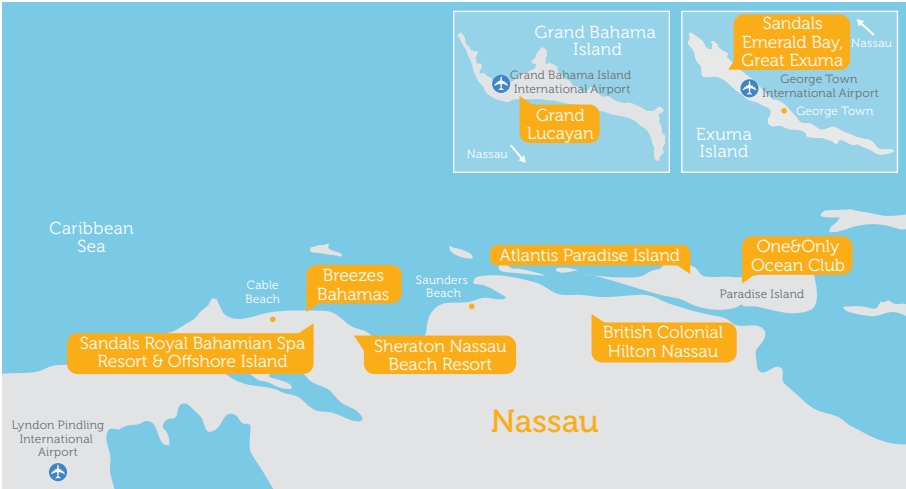 Grand Bahama
Island
Grand Bahama Island
International Airport
Grand
Lucayan
Nassau
Sandals
Emerald Bay,
Great Exuma
Nassau
George Town
International Airport
George Town
Exuma
Island
Caribbean
Sea
Cable
Beach
Breezes
Bahamas
Saunders
Beach
Atlantis Paradise Island
One&Only
Ocean Club
Paradise Island
Sandals Royal Bahamian Spa
Resort & Offshore Island
Sheraton Nassau
Beach Resort
British Colonial
Hilton Nassau
Nassau
Lyndon Pindling
International
Airport